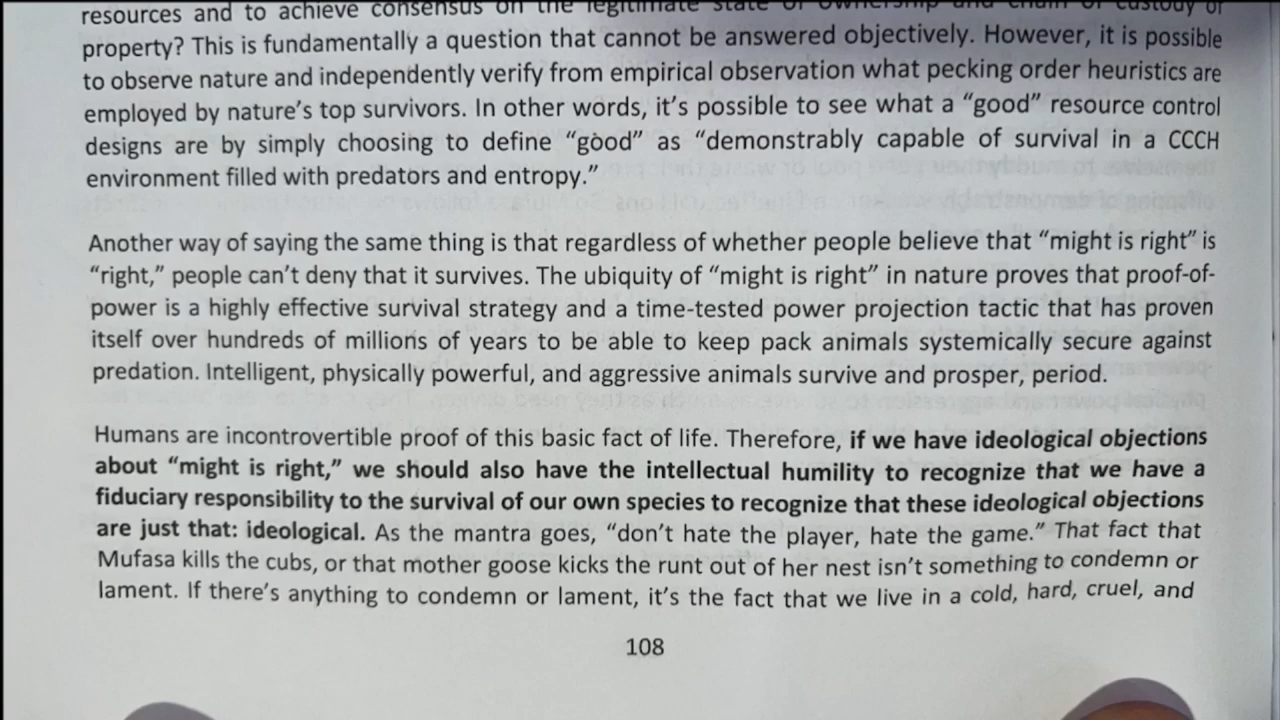 resources and to achieve consensus on the legitimate state of ownership and chain of custody of
property? This is fundamentally a question that cannot be answered objectively. However, it is possible
to observe nature and independently verify from empirical observation what pecking order heuristics are
employed by nature’s top survivors. In other words, it’s possible to see what a “good” resource control
designs are by simply choosing to define “good” as “demonstrably capable of survival in a CCCH
environment filled with predators and entropy.”
Another way of saying the same thing is that regardless of whether people believe that “might is right” is
“right,” people can’t deny that it survives. The ubiquity of “might is right” in nature proves that proof-of-
power is a highly effective survival strategy and a time-tested power projection tactic that has proven
itself over hundreds of millions of years to be able to keep pack animals systemically secure against
predation. Intelligent, physically powerful, and aggressive animals survive and prosper, period.
Humans are incontrovertible proof of this basic fact of life. Therefore, if we have ideological objections
about “might is right,” we should also have the intellectual humility to recognize that we have a
fiduciary responsibility to the survival of our own species to recognize that these ideological objections
are just that: ideological. As the mantra goes, “don’t hate the player, hate the game.” That fact that
Mufasa kills the cubs, or that mother goose kicks the runt out of her nest isn’t something to condemn or
lament. If there’s anything to condemn or lament, it’s the fact that we live in a cold, hard, cruel, and
108